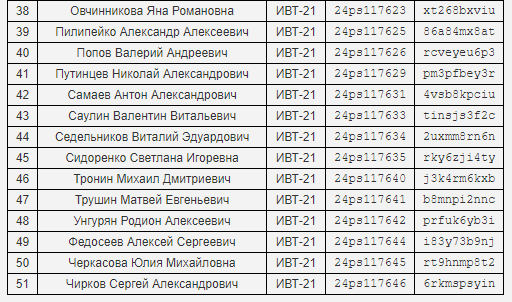 38 Овчинникова Яна Романовна ИВТ-21 24ps117623 xt268bxviu
39 Пилипейко Александр Алексеевич ИВТ-21 24ps117625 86a84mx8at
40 Попов Валерий Андреевич ИВТ-21 24ps117626 rcveyeu6p3
41 Путинцев Николай Александрович ИВТ-21 24ps117629 pm3pfbey3r
42 Самаев Антон Александрович ИВТ-21 24ps117631 4vsb8kpciu
43 Саулин Валентин Витальевич ИВТ-21 24ps117633 tinsjs3f2c
44 Седельников Виталий Эдуардович ИВТ-21 24ps117634 2uxmm8rn6n
45 Сидоренко Светлана Игоревна ИВТ-21 24ps117635 rky6zji4ty
46 Тронин Михаил Дмитриевич ИВТ-21 24ps117640 j3k4rm6kxb
47 Трушин Матвей Евгеньевич ИВТ-21 24ps117641 b8mnpi2nnc
48 Унгурян Родион Алексеевич ИВТ-21 24ps117642 prfuk6yb3i
49 Федосеев Алексей Сергеевич ИВТ-21 24ps117644 i83y73b9nj
50 Черкасова Юлия Михайловна ИВТ-21 24ps117645 rt9hnmp8t2
51 Чирков Сергей Александрович ИВТ-21 24ps117646 6rkmspsyin